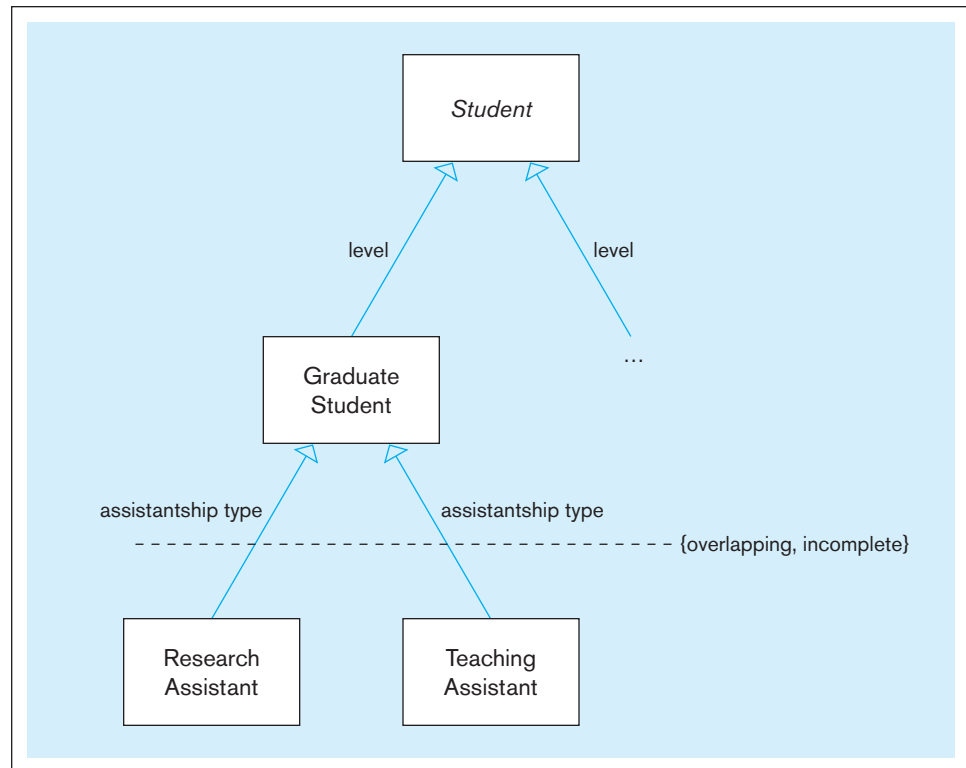 Student
level
level
...
Graduate
Student
assistantship type
assistantship type
{overlapping, incomplete}
Research
Assistant
Teaching
Assistant